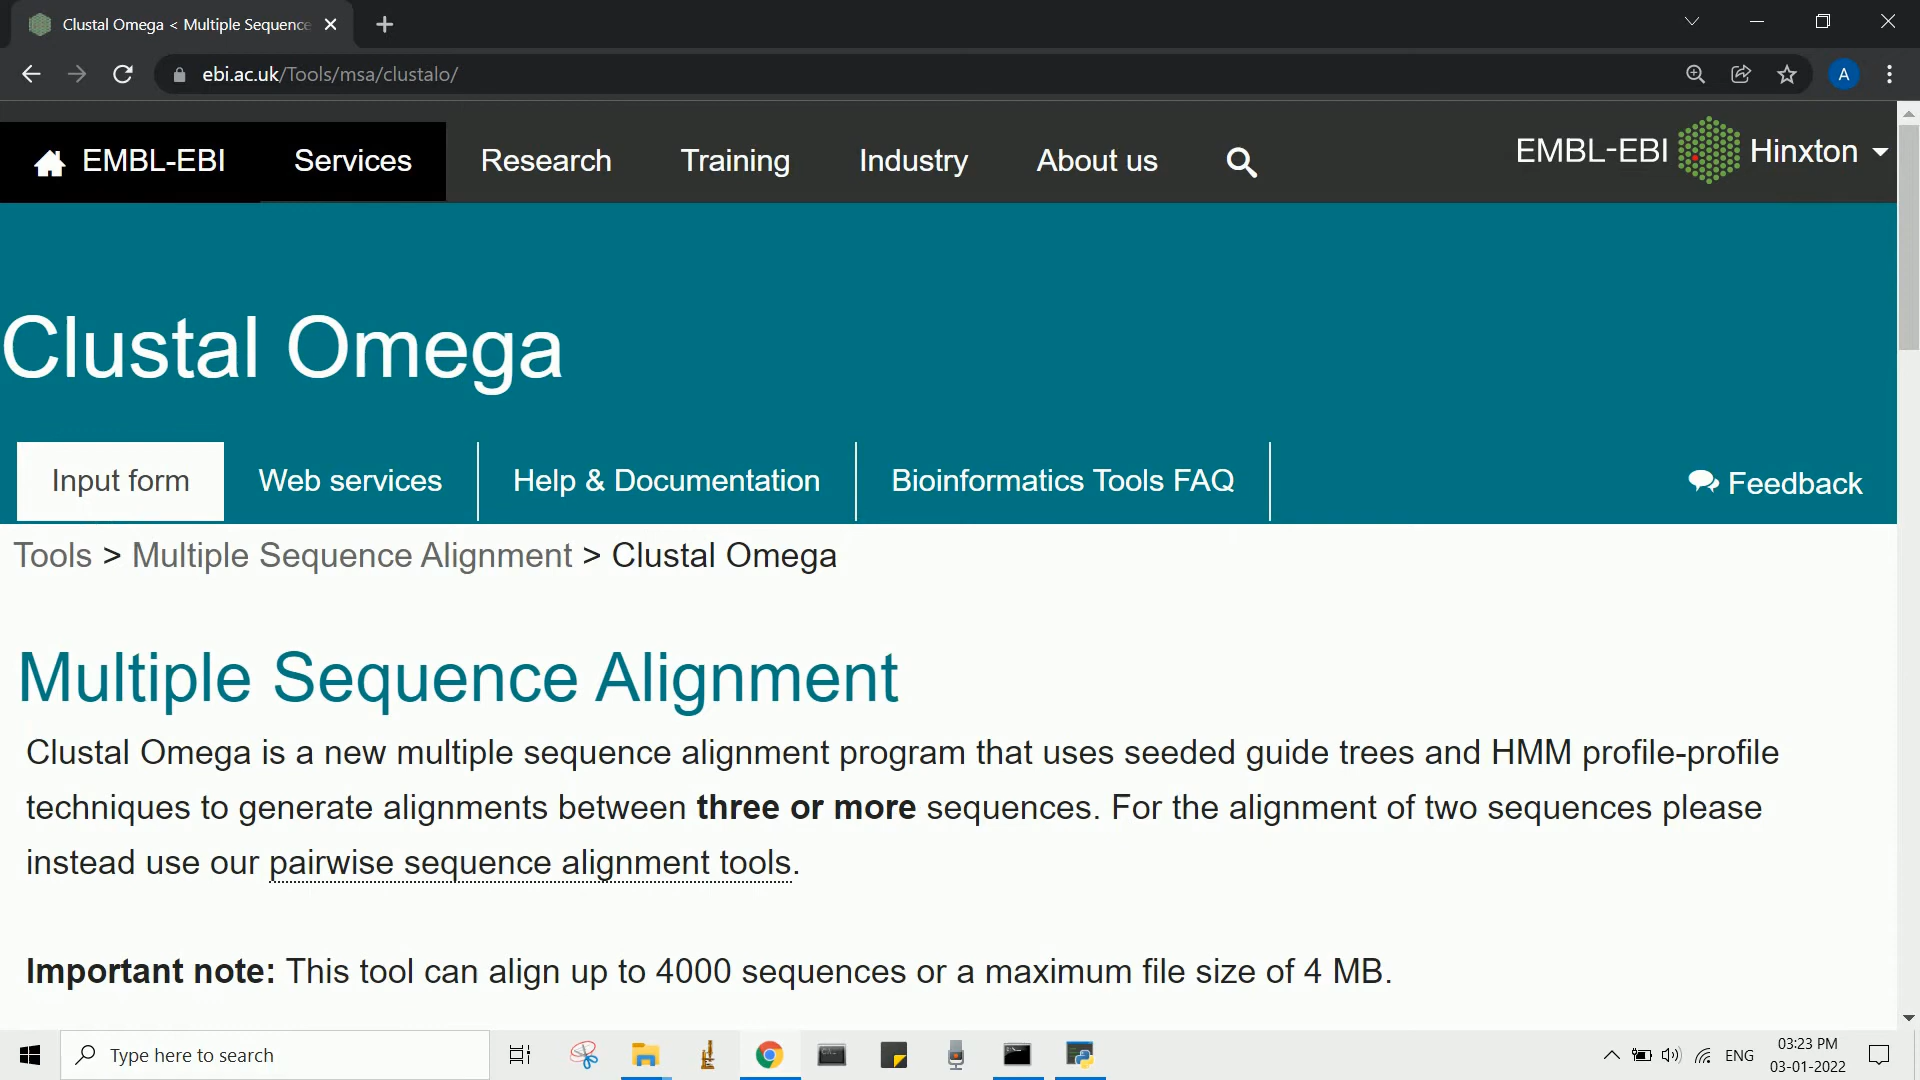 Clustal Omega < Multiple Sequence
ebi.ac.uk/Tools/msa/clustalo/
A
EMBL-EBI Services Research Training Industry About us
EMBL-EBI Hinxton
Clustal Omega
Input form Web services Help & Documentation Bioinformatics Tools FAQ Feedback
Tools > Multiple Sequence Alignment > Clustal Omega
Multiple Sequence Alignment
Clustal Omega is a new multiple sequence alignment program that uses seeded guide trees and HMM profile-profile
techniques to generate alignments between three or more sequences. For the alignment of two sequences please
instead use our pairwise sequence alignment tools.
Important note: This tool can align up to 4000 sequences or a maximum file size of 4 MB.
Type here to search
ENG
03:23 PM
03-01-2022